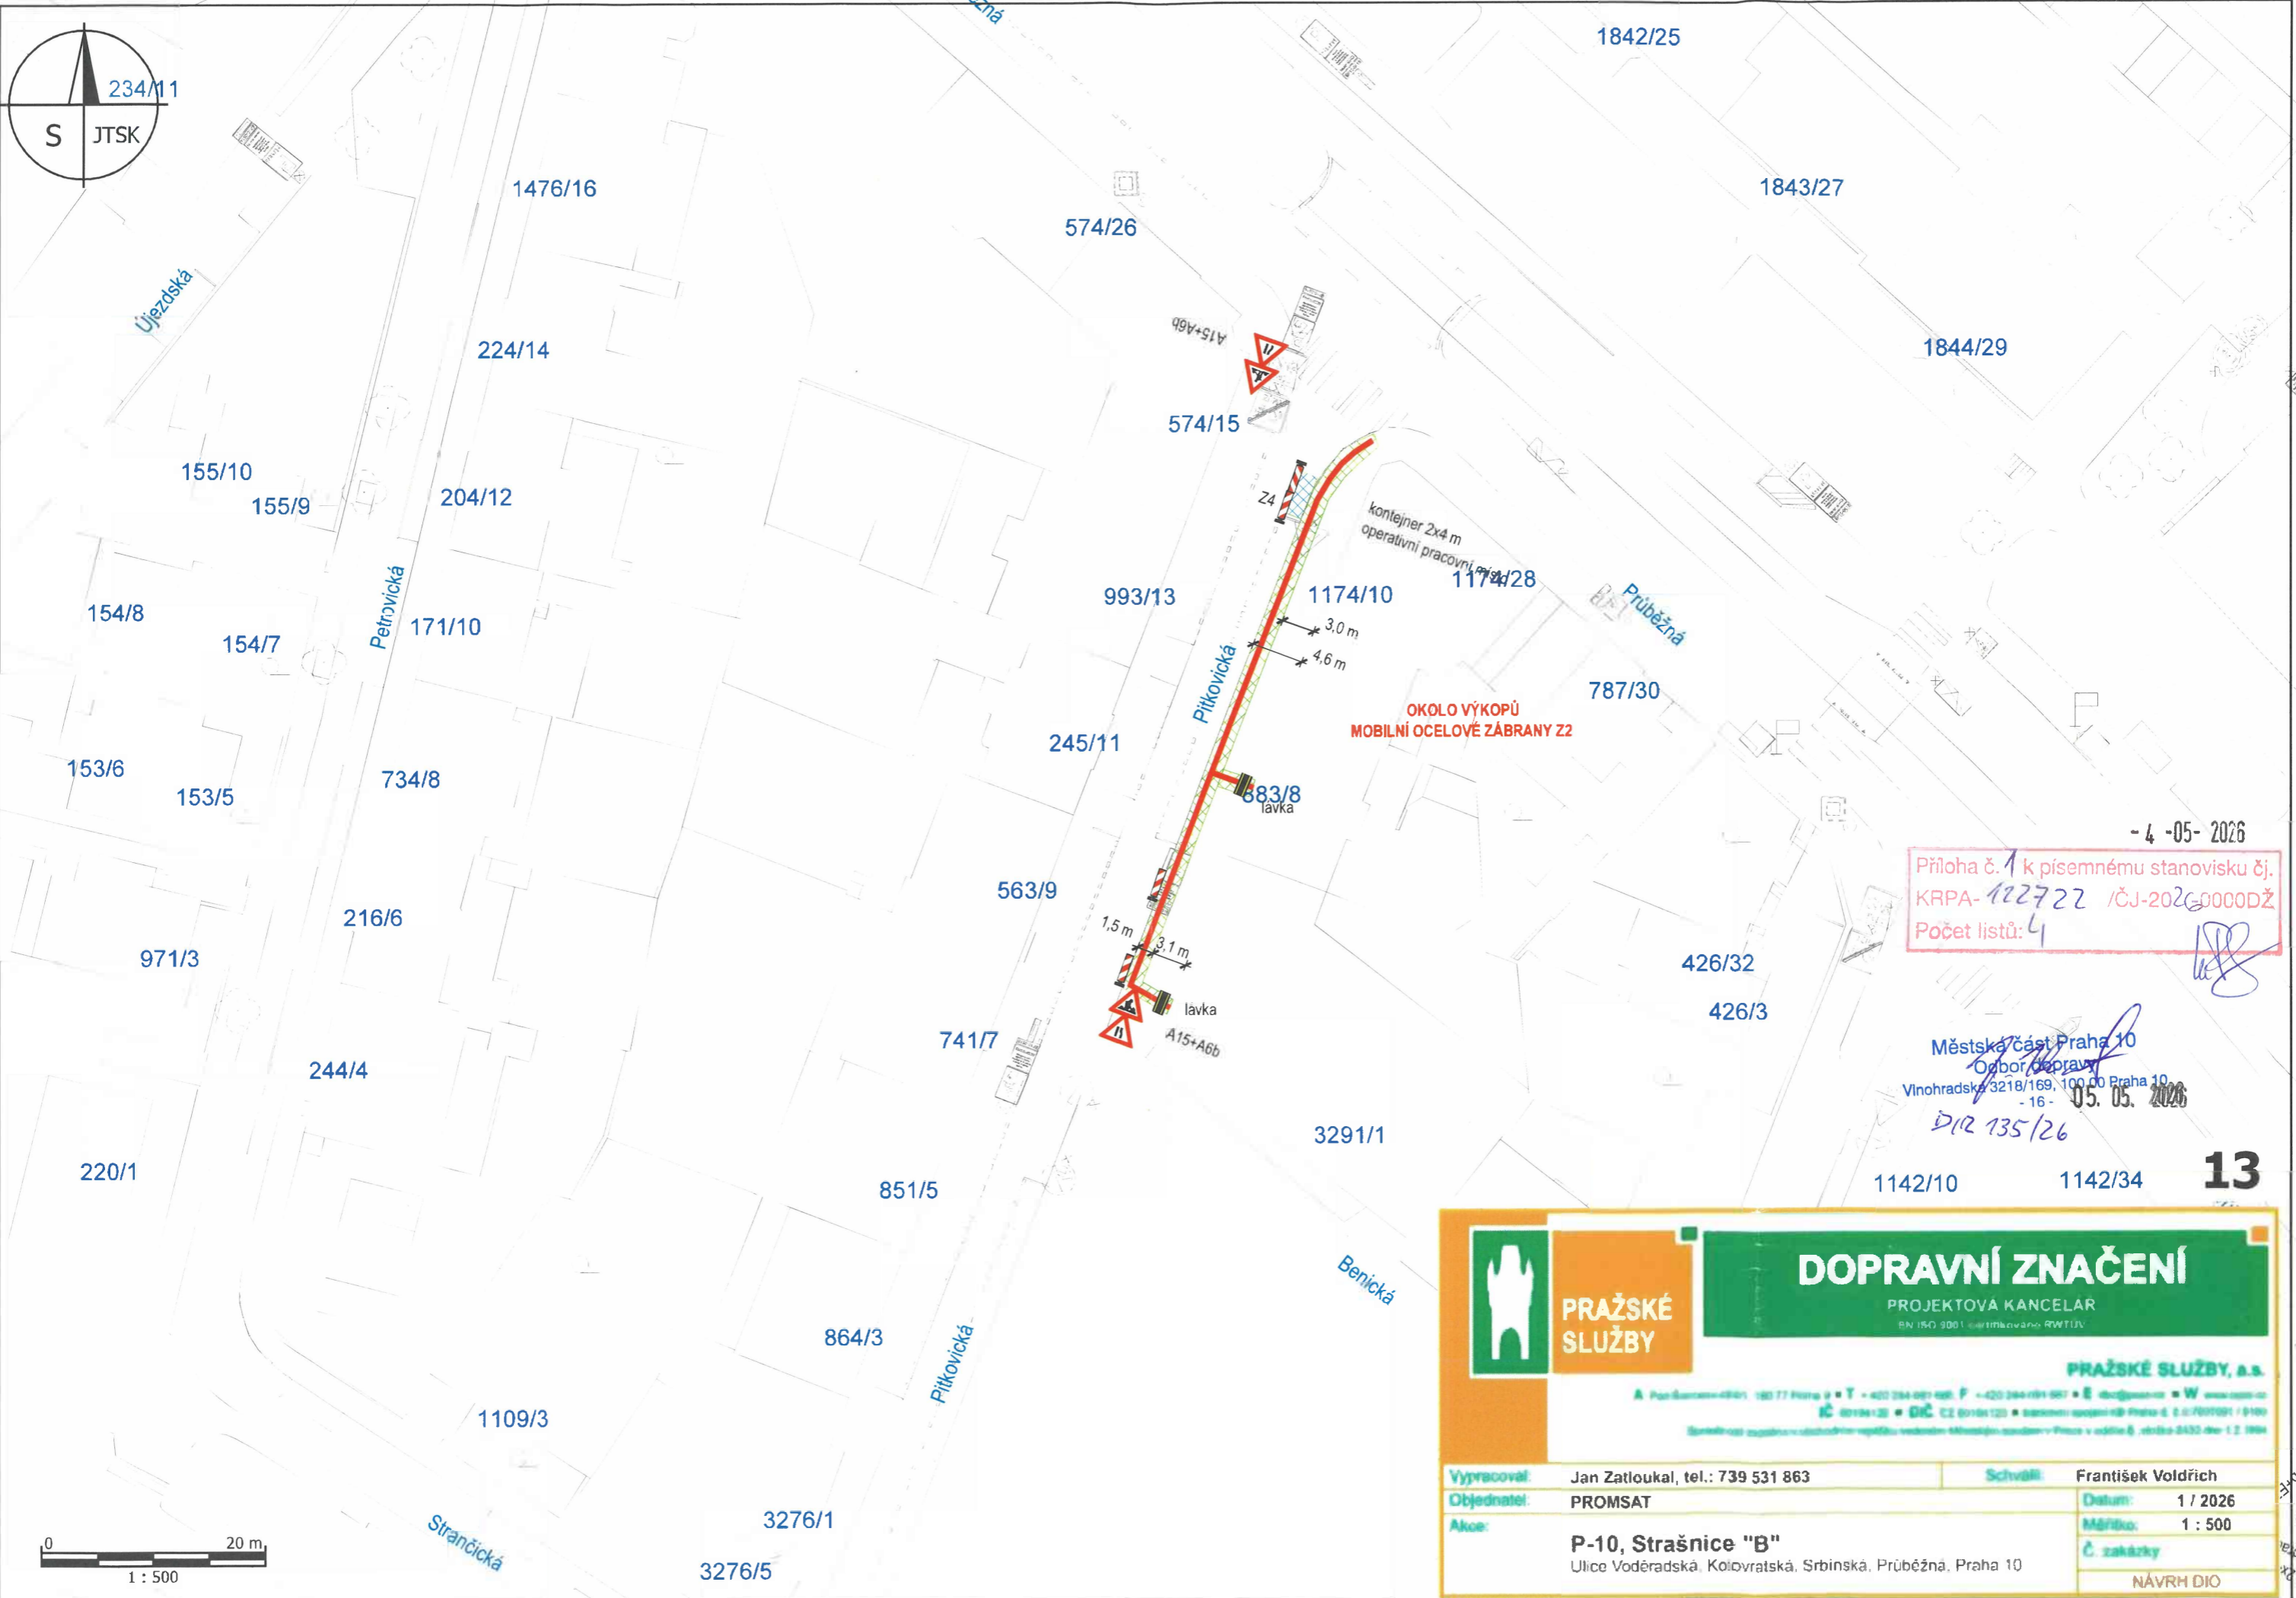 234/11
S JTSK
1842/25
1476/16
1843/27
574/26
Újezdská
224/14
A15+A6b
1844/29
574/15
155/10
155/9
204/12
Z4
kontejner 2x4 m
operativní pracovní
1174/28
993/13
1174/10
Průběžná
154/8
154/7
Petrovická
171/10
3,0 m
4,6 m
Pitkovická
787/30
OKOLO VÝKOPŮ
MOBILNÍ OCELOVÉ ZÁBRANY Z2
245/11
153/6
153/5
734/8
883/8
lávka
563/9
216/6
971/3
1,5 m
3,1 m
426/32
426/3
lávka
A15+A6b
741/7
244/4
3291/1
220/1
851/5
1142/10
1142/34
13
Benická
864/3
Pitkovická
1109/3
3276/1
Strančická
3276/5
0 20 m
1 : 500
- 4 -05- 2026
Příloha č. 1 k písemnému stanovisku čj.
KRPA- 122722 /ČJ-2026-0000DŽ
Počet listů: 4
Městská část Praha 10
Odbor dopravy
Vinohradská 3218/169, 100 00 Praha 10
- 16 -
05. 05. 2026
DIR 135/26
PRAŽSKÉ
SLUŽBY
DOPRAVNÍ ZNAČENÍ
PROJEKTOVÁ KANCELÁŘ
EN ISO 9001 certifikováno RWTÜV
PRAŽSKÉ SLUŽBY, a.s.
Vypracoval: Jan Zatloukal, tel.: 739 531 863
Schválil: František Voldřich
Objednatel: PROMSAT
Datum: 1 / 2026
Akce:
Měřítko: 1 : 500
P-10, Strašnice "B"
Ulice Voděradská, Kolovratská, Srbínská, Průběžná, Praha 10
Č. zakázky
NÁVRH DIO